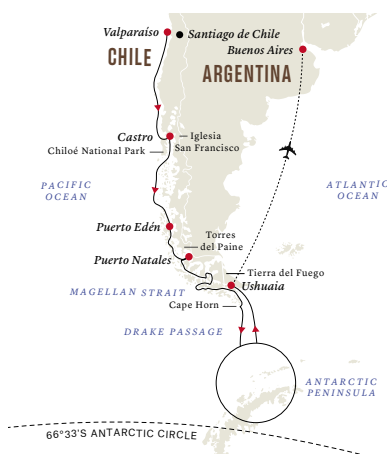 Valparaíso
Santiago de Chile
Buenos Aires
CHILE
ARGENTINA
Castro
Iglesia
San Francisco
Chiloé National Park
PACIFIC
OCEAN
ATLANTIC
OCEAN
Puerto Edén
Torres
del Paine
Puerto Natales
Tierra del Fuego
Ushuaia
MAGELLAN STRAIT
Cape Horn
DRAKE PASSAGE
ANTARCTIC
PENINSULA
66°33'S ANTARCTIC CIRCLE